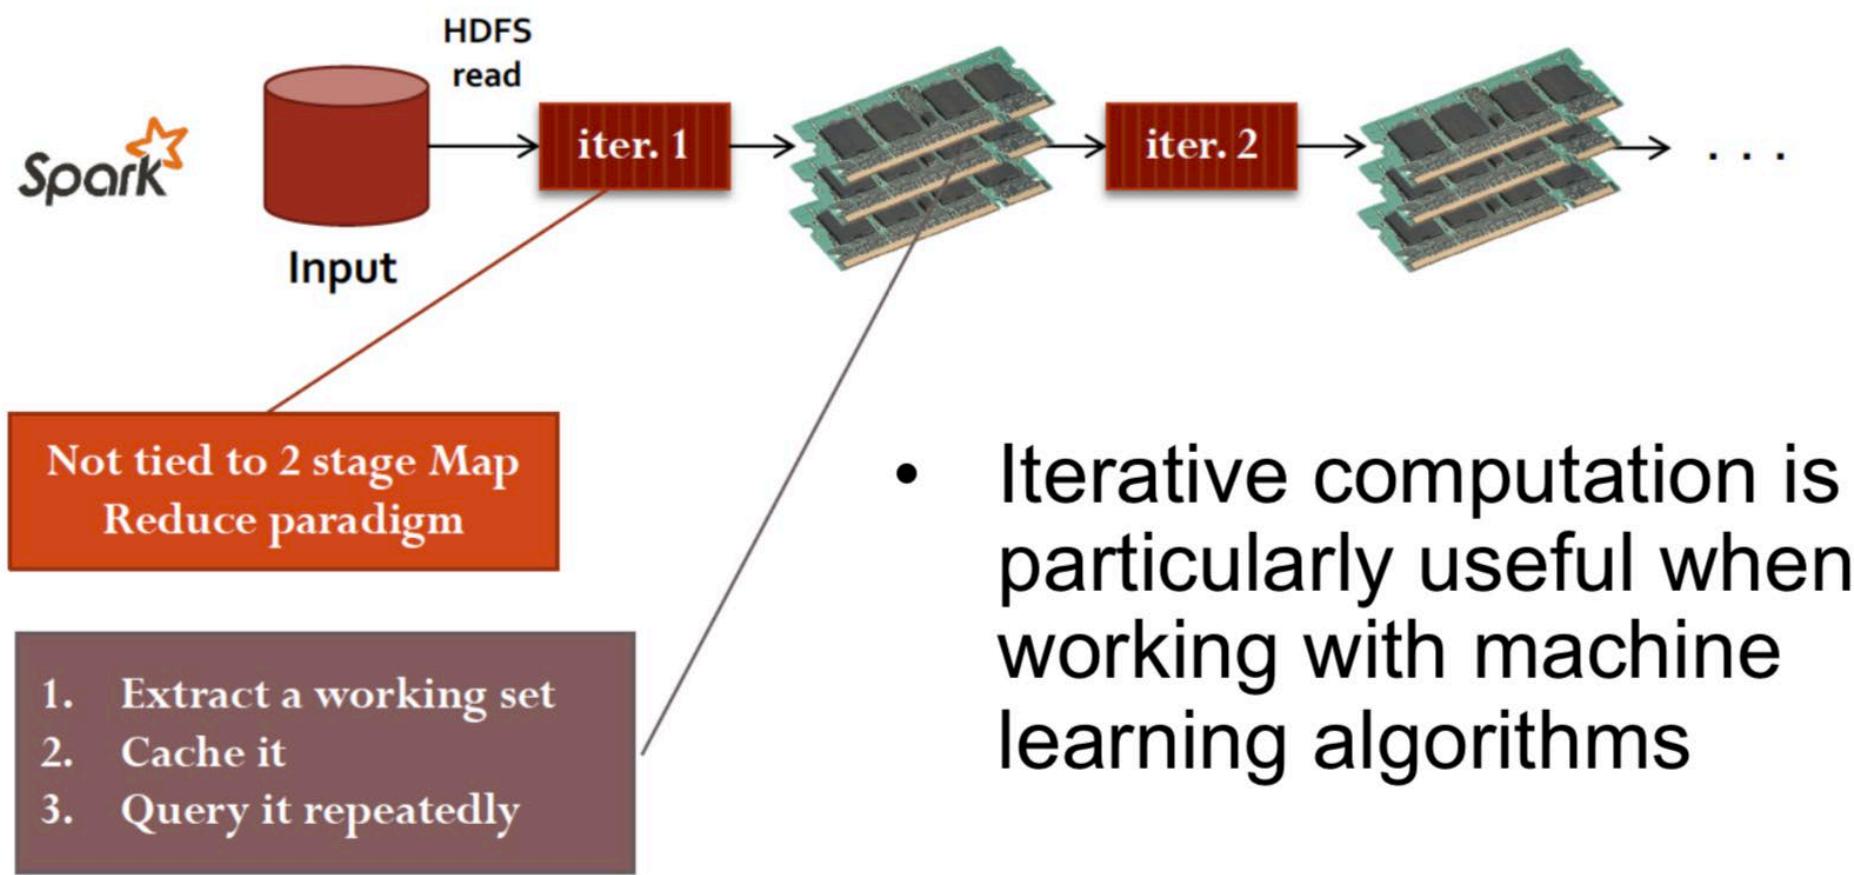 HDFS
read
Spark
iter. 1
iter. 2
. . .
Input
Not tied to 2 stage Map
Reduce paradigm
1. Extract a working set
2. Cache it
3. Query it repeatedly
• Iterative computation is
particularly useful when
working with machine
learning algorithms